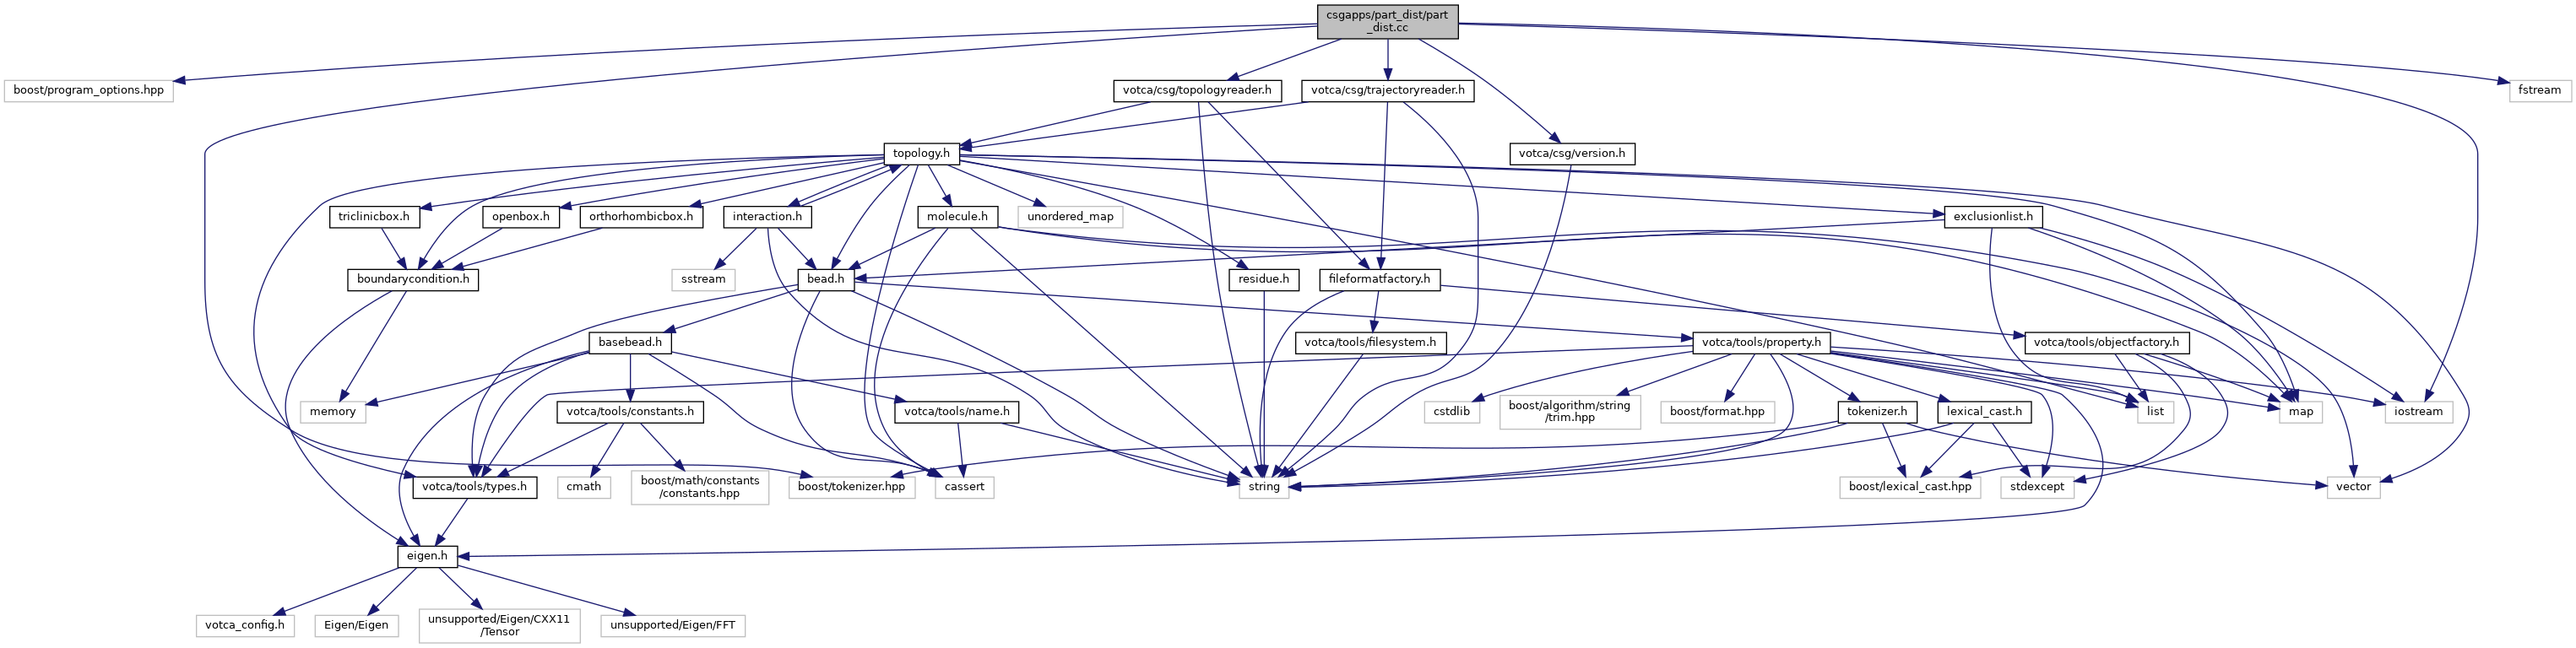 csgapps/part_dist/part
_dist.cc
boost/program_options.hpp
votca/csg/topologyreader.h
votca/csg/trajectoryreader.h
fstream
topology.h
votca/csg/version.h
triclinicbox.h
openbox.h
orthorhombicbox.h
interaction.h
molecule.h
unordered_map
exclusionlist.h
boundarycondition.h
sstream
bead.h
residue.h
fileformatfactory.h
basebead.h
votca/tools/filesystem.h
votca/tools/property.h
votca/tools/objectfactory.h
memory
votca/tools/constants.h
votca/tools/name.h
cstdlib
boost/algorithm/string
/trim.hpp
boost/format.hpp
tokenizer.h
lexical_cast.h
list
map
iostream
votca/tools/types.h
cmath
boost/math/constants
/constants.hpp
boost/tokenizer.hpp
cassert
string
boost/lexical_cast.hpp
stdexcept
vector
eigen.h
votca_config.h
Eigen/Eigen
unsupported/Eigen/CXX11
/Tensor
unsupported/Eigen/FFT